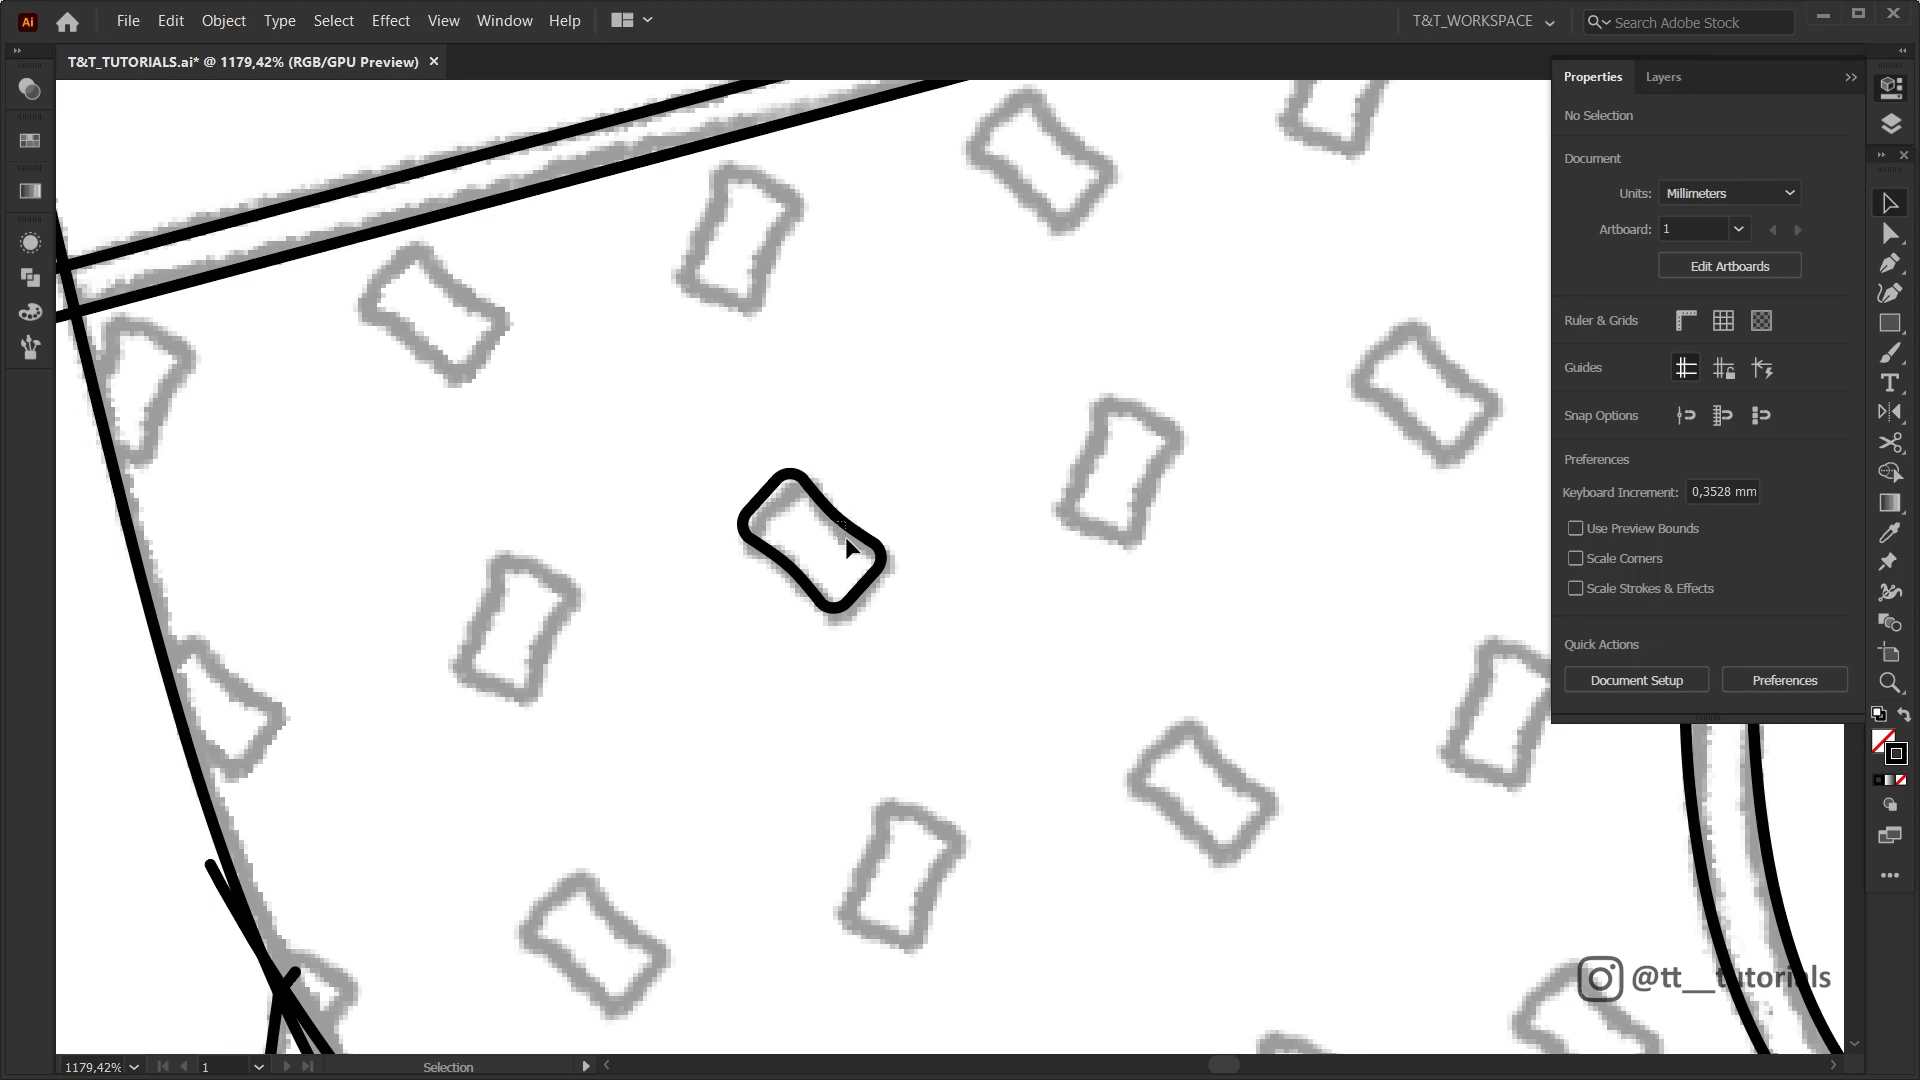 Ai File Edit Object Type Select Effect View Window Help T&T_WORKSPACE Search Adobe Stock
T&T_TUTORIALS.ai* @ 1179,42% (RGB/GPU Preview) ×
Properties Layers
No Selection
Document
Units: Millimeters
Artboard: 1
Edit Artboards
Ruler & Grids
Guides
Snap Options
Preferences
Keyboard Increment: 0,3528 mm
Use Preview Bounds
Scale Corners
Scale Strokes & Effects
Quick Actions
Document Setup Preferences
@tt__tutorials
1179,42% 1 Selection